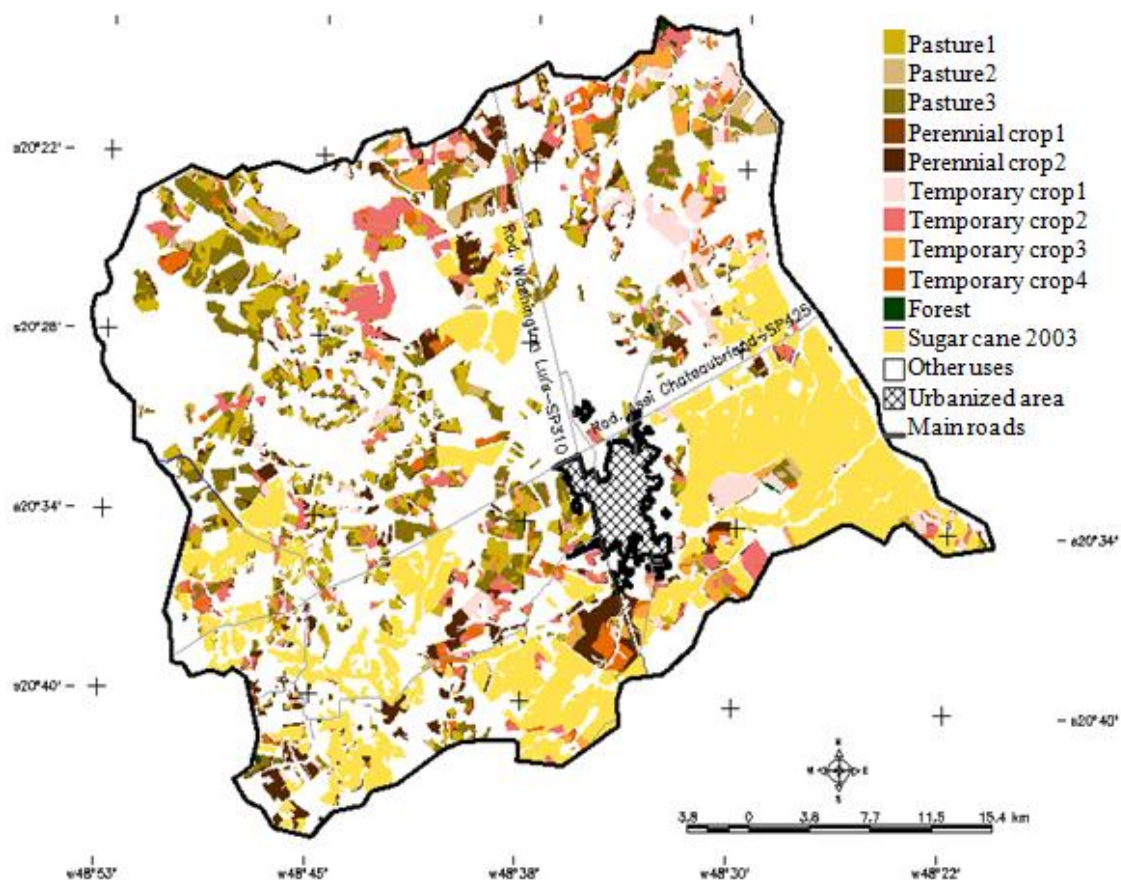 Pasture1
Pasture2
Pasture3
Perennial crop1
Perennial crop2
Temporary crop1
Temporary crop2
Temporary crop3
Temporary crop4
Forest
Sugar cane 2003
Other uses
Urbanized area
Main roads
s20°22'
s20°28'
s20°34'
s20°40'
s20°34'
s20°40'
Rod. Washington Luis-SP310
Rod. Assi Chateaubriand-SP425
N
W E
S
3.8 0 3.8 7.7 11.5 15.4 km
w48°53' w48°45' w48°38' w48°30' w48°22'